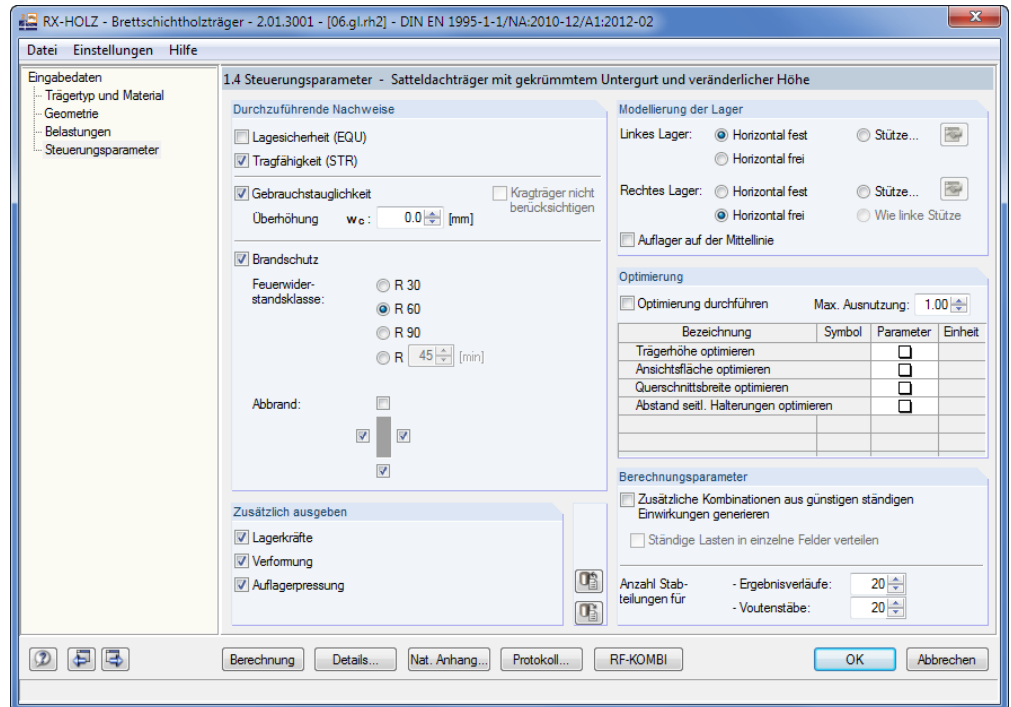 RX-HOLZ - Brettschichtholzträger - 2.01.3001 - [06.gl.rh2] - DIN EN 1995-1-1/NA:2010-12/A1:2012-02
Datei Einstellungen Hilfe
Eingabedaten
Trägertyp und Material
Geometrie
Belastungen
Steuerungsparameter
1.4 Steuerungsparameter - Satteldachträger mit gekrümmtem Untergurt und veränderlicher Höhe
Durchzuführende Nachweise
Lagesicherheit (EQU)
Tragfähigkeit (STR)
Gebrauchstauglichkeit
Kragträger nicht
berücksichtigen
Überhöhung wc: 0.0 [mm]
Brandschutz
Feuerwider-
standsklasse:
R 30
R 60
R 90
R 45 [min]
Abbrand:
Zusätzlich ausgeben
Lagerkräfte
Verformung
Auflagerpressung
Modellierung der Lager
Linkes Lager: Horizontal fest Stütze...
Horizontal frei
Rechtes Lager: Horizontal fest Stütze...
Horizontal frei Wie linke Stütze
Auflager auf der Mittellinie
Optimierung
Optimierung durchführen Max. Ausnutzung: 1.00
Bezeichnung Symbol Parameter Einheit
Trägerhöhe optimieren
Ansichtsfläche optimieren
Querschnittsbreite optimieren
Abstand seitl. Halterungen optimieren
Berechnungsparameter
Zusätzliche Kombinationen aus günstigen ständigen
Einwirkungen generieren
Ständige Lasten in einzelne Felder verteilen
Anzahl Stab-
teilungen für
- Ergebnisverläufe: 20
- Voutenstäbe: 20
Berechnung Details... Nat. Anhang... Protokoll... RF-KOMBI OK Abbrechen